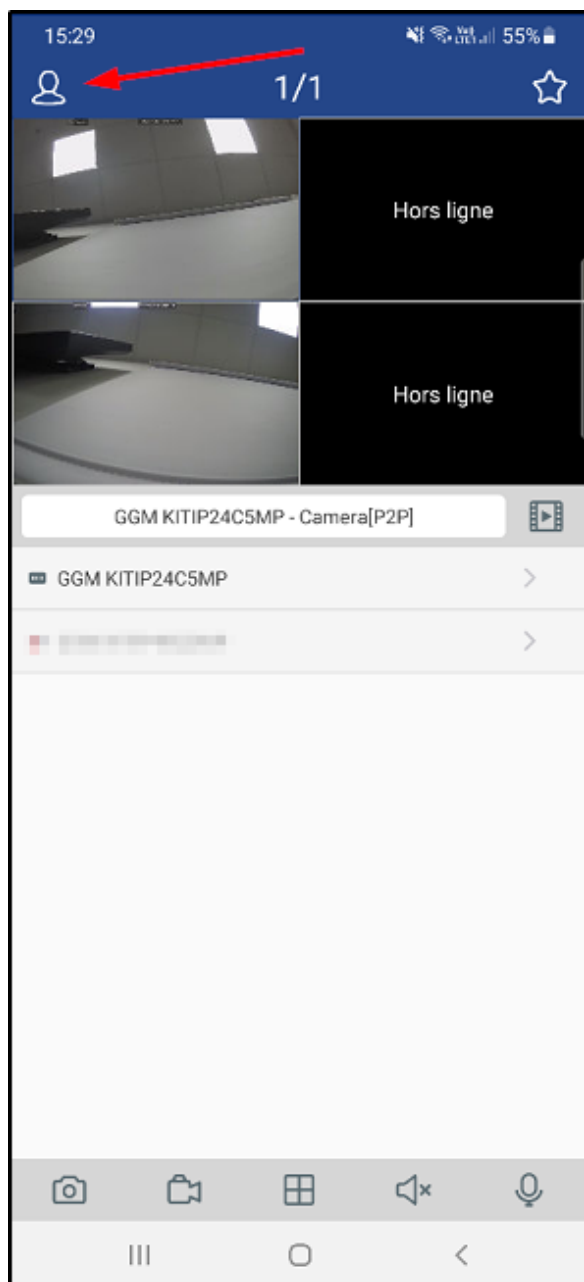 15:29
55%
1/1
Hors ligne
Hors ligne
GGM KITIP24C5MP - Camera[P2P]
GGM KITIP24C5MP